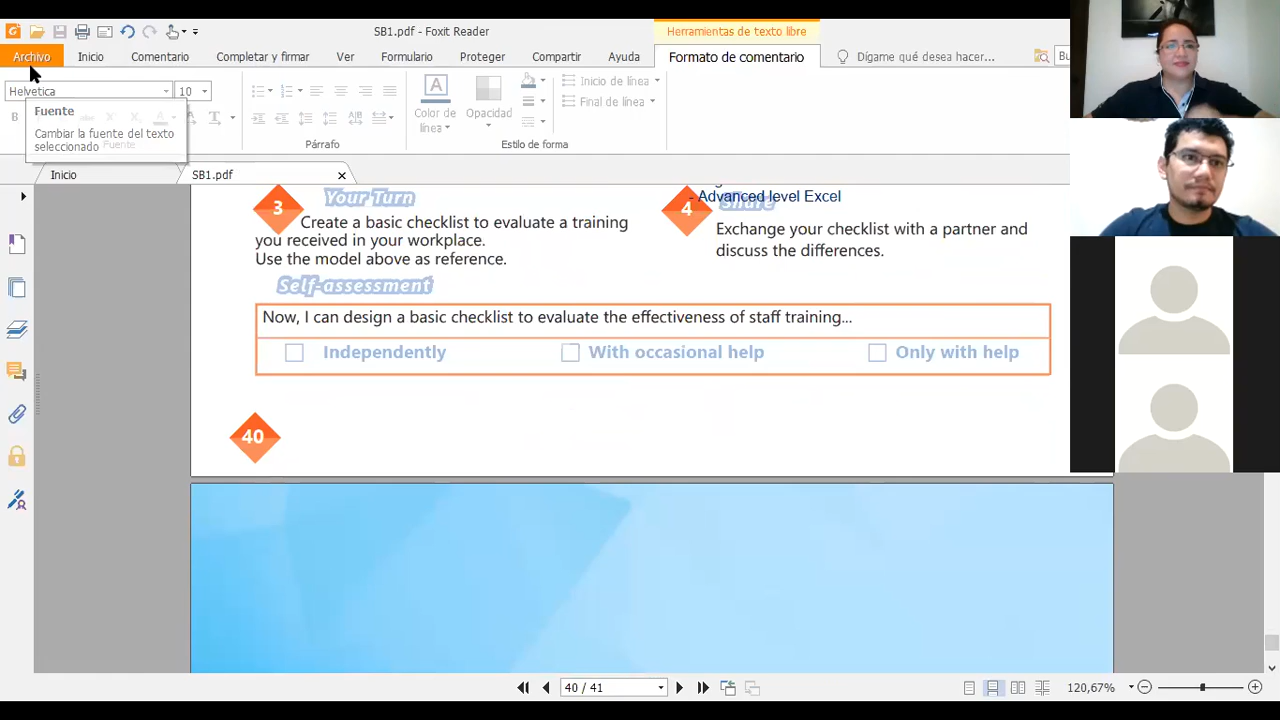 SB1.pdf - Foxit Reader
Herramientas de texto libre
Archivo Inicio Comentario Completar y firmar Ver Formulario Proteger Compartir Ayuda Formato de comentario Dígame qué desea hacer...
Helvetica 10
Fuente
Cambiar la fuente del texto
seleccionado
Fuente
Párrafo
Color de
línea
Opacidad
Inicio de línea
Final de línea
Estilo de forma
Inicio SB1.pdf
3 Your Turn
Create a basic checklist to evaluate a training
you received in your workplace.
Use the model above as reference.
- Advanced level Excel
4 Share
Exchange your checklist with a partner and
discuss the differences.
Self-assessment
Now, I can design a basic checklist to evaluate the effectiveness of staff training...
Independently With occasional help Only with help
40
40 / 41
120,67%